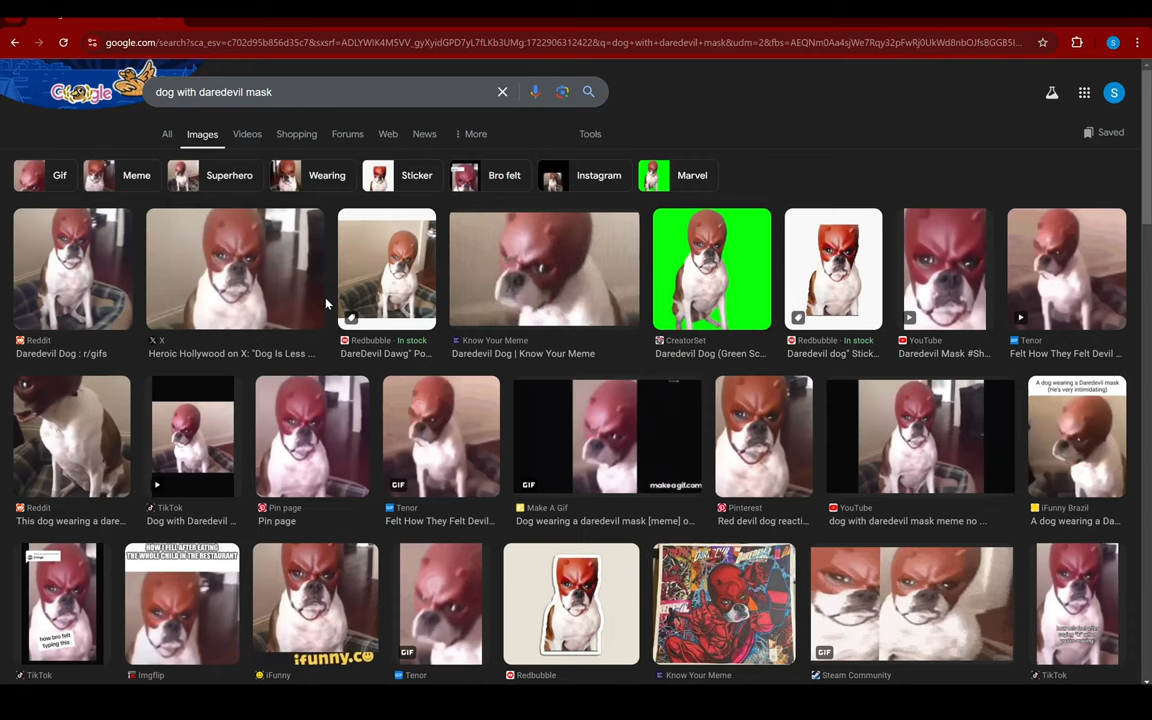 google.com/search?sca_esv=c702d95b856d35c7&sxsrf=ADLYWIK4M5VV_gyXyidGPD7yL7fLKb3UMg:1722906312422&q=dog+with+daredevil+mask&udm=2&fbs=AEQNm0Aa4sjWe7Rqy32pFwRj0UkWd8nbOJfsBGGB5I...
S
Google
dog with daredevil mask
S
All Images Videos Shopping Forums Web News More Tools Saved
Gif Meme Superhero Wearing Sticker Bro felt Instagram Marvel
Reddit X Redbubble · In stock Know Your Meme CreatorSet Redbubble · In stock YouTube Tenor
Daredevil Dog : r/gifs Heroic Hollywood on X: "Dog Is Less ... DareDevil Dawg" Po... Daredevil Dog | Know Your Meme Daredevil Dog (Green Sc... Daredevil dog" Stick... Daredevil Mask #Sh... Felt How They Felt Devil ...
A dog wearing a Daredevil mask
(He's very intimidating)
GIF GIF makeagif.com
Reddit TikTok Pin page Tenor Make A Gif Pinterest YouTube iFunny Brazil
This dog wearing a dare... Dog with Daredevil ... Pin page Felt How They Felt Devil... Dog wearing a daredevil mask [meme] o... Red devil dog reacti... dog with daredevil mask meme no ... A dog wearing a Da...
HOW I FELL AFTER EATING
THE WHOLE CHILD IN THE RESTAURANT
how bro felt
typing this
GIF GIF
ifunny.co
TikTok Imgflip iFunny Tenor Redbubble Know Your Meme Steam Community TikTok